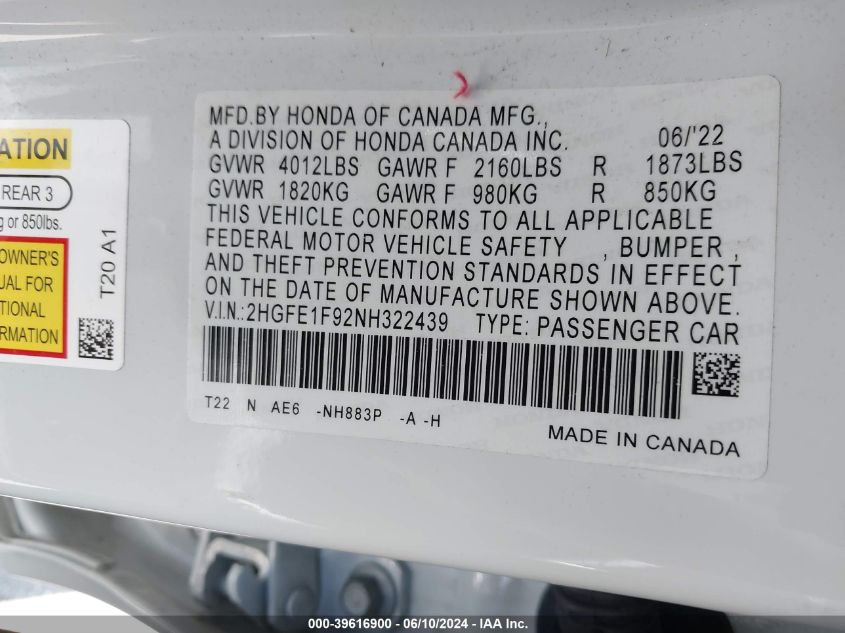 MFD.BY HONDA OF CANADA MFG.,
A DIVISION OF HONDA CANADA INC. 06/'22
GVWR 4012LBS GAWR F 2160LBS R 1873LBS
GVWR 1820KG GAWR F 980KG R 850KG
THIS VEHICLE CONFORMS TO ALL APPLICABLE
FEDERAL MOTOR VEHICLE SAFETY , BUMPER ,
AND THEFT PREVENTION STANDARDS IN EFFECT
ON THE DATE OF MANUFACTURE SHOWN ABOVE.
V.I.N.:2HGFE1F92NH322439 TYPE: PASSENGER CAR
T22 N AE6 -NH883P -A -H
MADE IN CANADA
ATION
REAR 3
g or 850lbs.
OWNER'S
UAL FOR
TIONAL
RMATION
T20 A1
000-39616900 - 06/10/2024 - IAA Inc.